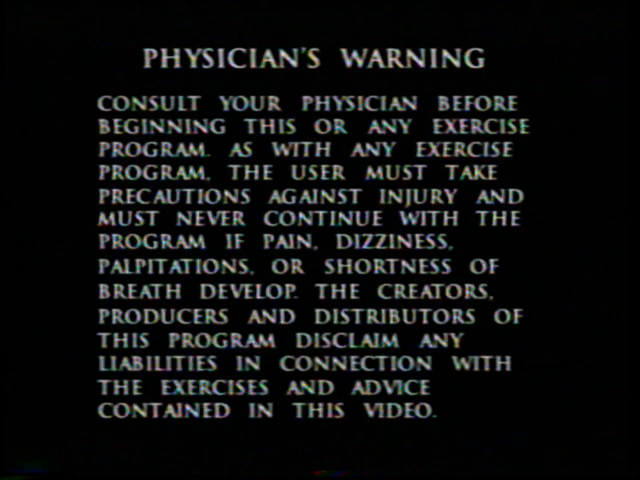 PHYSICIAN'S WARNING
CONSULT YOUR PHYSICIAN BEFORE
BEGINNING THIS OR ANY EXERCISE
PROGRAM. AS WITH ANY EXERCISE
PROGRAM, THE USER MUST TAKE
PRECAUTIONS AGAINST INJURY AND
MUST NEVER CONTINUE WITH THE
PROGRAM IF PAIN, DIZZINESS,
PALPITATIONS, OR SHORTNESS OF
BREATH DEVELOP. THE CREATORS,
PRODUCERS AND DISTRIBUTORS OF
THIS PROGRAM DISCLAIM ANY
LIABILITIES IN CONNECTION WITH
THE EXERCISES AND ADVICE
CONTAINED IN THIS VIDEO.